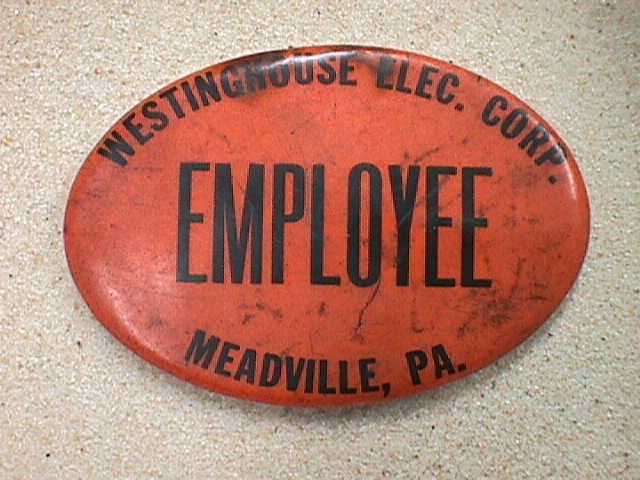 WESTINGHOUSE ELEC. CORP.
EMPLOYEE
MEADVILLE, PA.